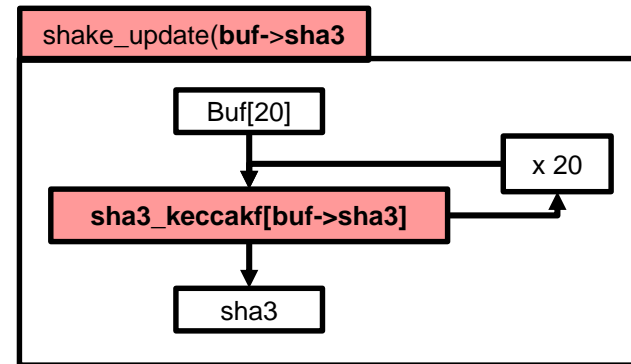 shake_update(buf->sha3
Buf[20]
x 20
sha3_keccakf[buf->sha3]
sha3